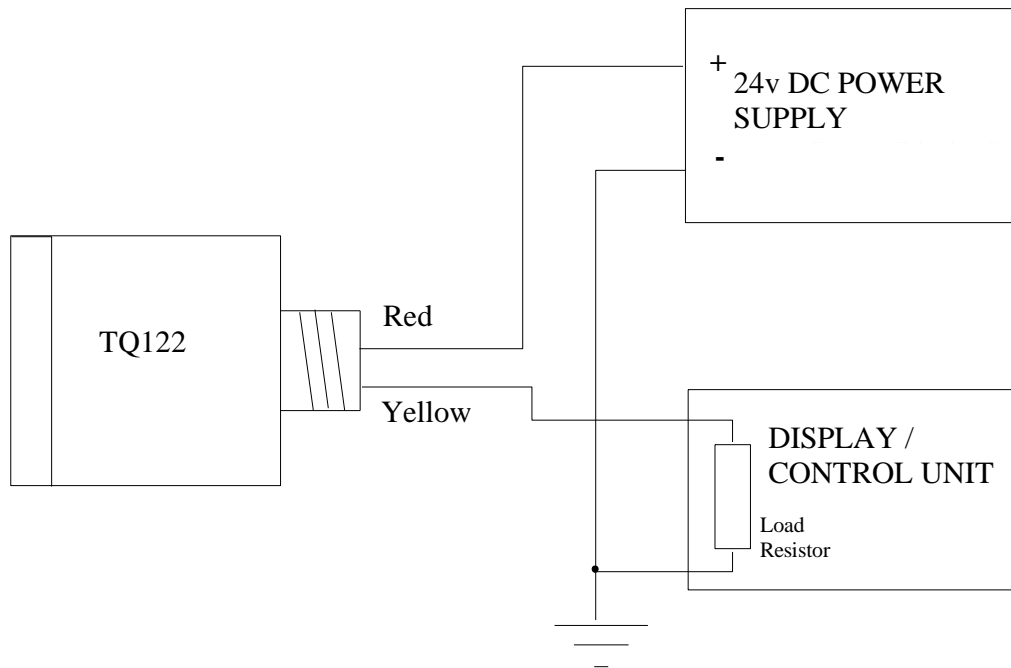 +
24v DC POWER
SUPPLY
-
TQ122
Red
Yellow
DISPLAY /
CONTROL UNIT
Load
Resistor